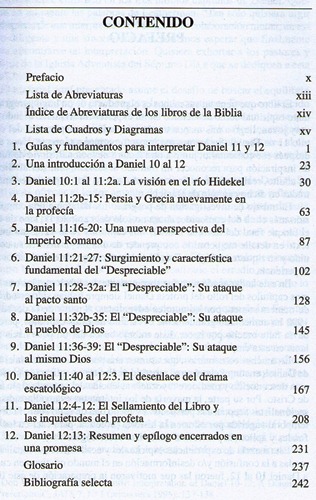 CONTENIDO
Prefacio x
Lista de Abreviaturas xiii
Índice de Abreviaturas de los libros de la Biblia xiv
Lista de Cuadros y Diagramas xv
1. Guías y fundamentos para interpretar Daniel 11 y 12 1
2. Una introducción a Daniel 10 al 12 23
3. Daniel 10:1 al 11:2a. La visión en el río Hidekel 30
4. Daniel 11:2b-15: Persia y Grecia nuevamente en
la profecía 63
5. Daniel 11:16-20: Una nueva perspectiva del
Imperio Romano 87
6. Daniel 11:21-27: Surgimiento y característica
fundamental del “Despreciable” 102
7. Daniel 11:28-32a: El “Despreciable”: Su ataque
al pacto santo 128
8. Daniel 11:32b-35: El “Despreciable”: Su ataque
al pueblo de Dios 145
9. Daniel 11:36-39: El “Despreciable”: Su ataque
al mismo Dios 156
10. Daniel 11:40 al 12:3. El desenlace del drama
escatológico 167
11. Daniel 12:4-12: El Sellamiento del Libro y
las inquietudes del profeta 208
12. Daniel 12:13: Resumen y epílogo encerrados en
una promesa 231
Glosario 237
Bibliografía selecta 242